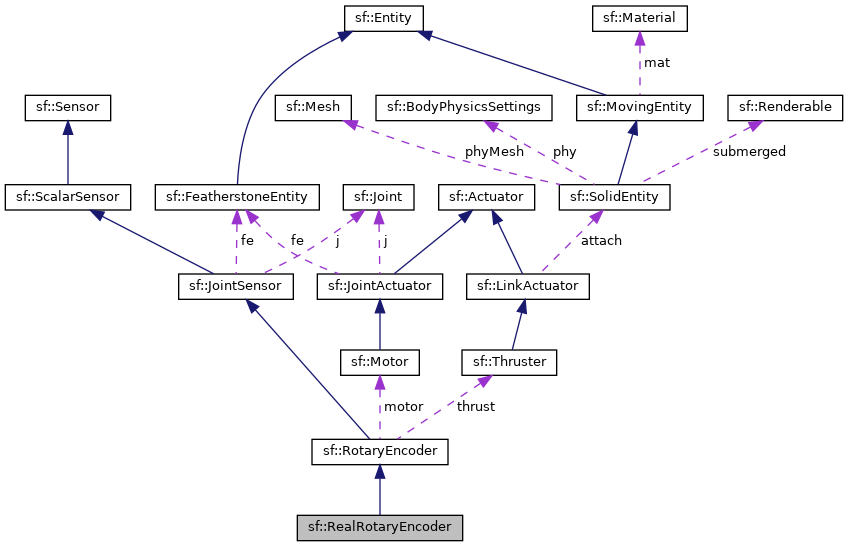 sf::Entity
sf::Material
mat
sf::Sensor
sf::Mesh
sf::BodyPhysicsSettings
sf::MovingEntity
sf::Renderable
phyMesh
phy
submerged
sf::ScalarSensor
sf::FeatherstoneEntity
sf::Joint
sf::Actuator
sf::SolidEntity
fe
fe
j
j
attach
sf::JointSensor
sf::JointActuator
sf::LinkActuator
sf::Motor
sf::Thruster
motor
thrust
sf::RotaryEncoder
sf::RealRotaryEncoder